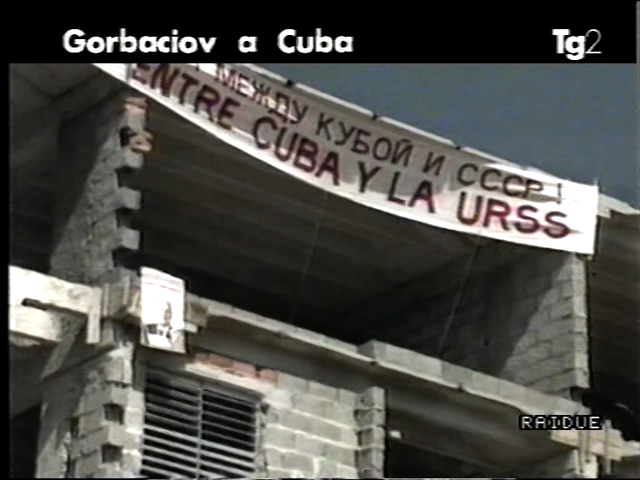 Gorbaciov a Cuba
Tg2
МЕЖДУ КУБОЙ И СССР!
ENTRE CUBA Y LA URSS
RAIDUE